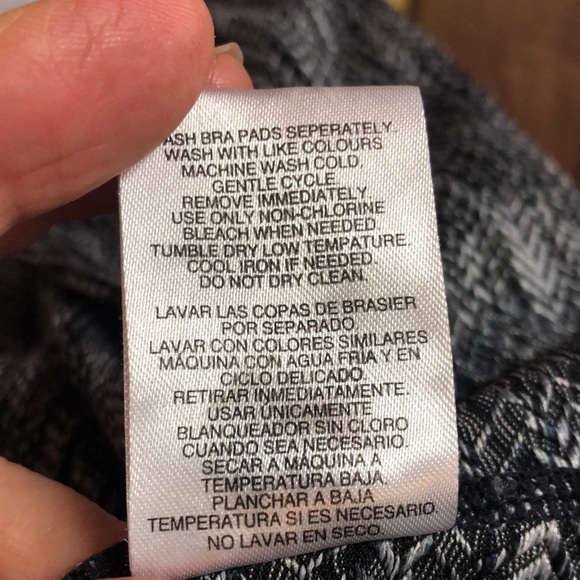 ASH BRA PADS SEPERATELY.
WASH WITH LIKE COLOURS
MACHINE WASH COLD.
GENTLE CYCLE
REMOVE IMMEDIATELY
USE ONLY NON-CHLORINE
BLEACH WHEN NEEDED.
TUMBLE DRY LOW TEMPATURE.
COOL IRON IF NEEDED.
DO NOT DRY CLEAN.
LAVAR LAS COPAS DE BRASIER
POR SEPARADO
LAVAR CON COLORES SIMILARES
MÁQUINA CON AGUA FRÍA Y EN
CICLO DELICADO
RETIRAR INMEDIATAMENTE.
USAR UNICAMENTE
BLANQUEADOR SIN CLORO
CUANDO SEA NECESARIO.
SECAR A MÁQUINA A
TEMPERATURA BAJA.
PLANCHAR A BAJA
TEMPERATURA SI ES NECESARIO.
NO LAVAR EN SECO.